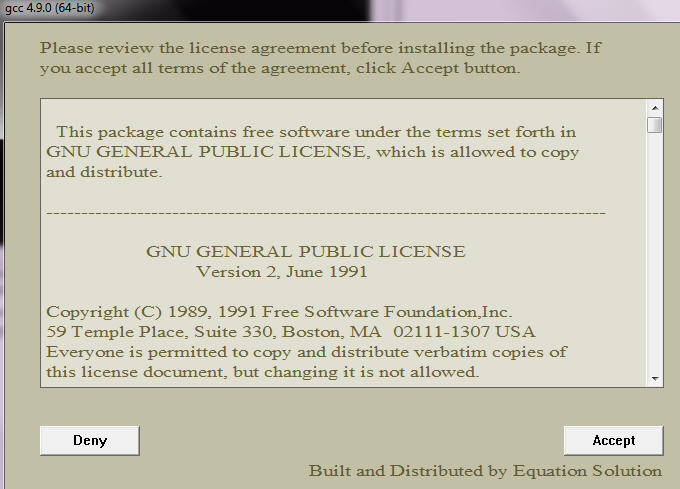 gcc 4.9.0 (64-bit)
Please review the license agreement before installing the package. If
you accept all terms of the agreement, click Accept button.
This package contains free software under the terms set forth in
GNU GENERAL PUBLIC LICENSE, which is allowed to copy
and distribute.
--------------------------------------------------------------------------------
GNU GENERAL PUBLIC LICENSE
Version 2, June 1991
Copyright (C) 1989, 1991 Free Software Foundation,Inc.
59 Temple Place, Suite 330, Boston, MA  02111-1307 USA
Everyone is permitted to copy and distribute verbatim copies of
this license document, but changing it is not allowed.
Deny
Accept
Built and Distributed by Equation Solution